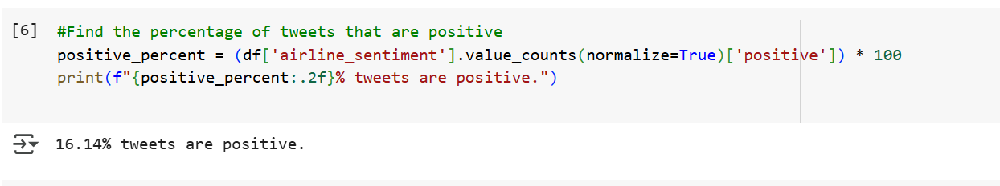 [6] #Find the percentage of tweets that are positive
positive_percent = (df['airline_sentiment'].value_counts(normalize=True)['positive']) * 100
print(f"{positive_percent:.2f}% tweets are positive.")
16.14% tweets are positive.